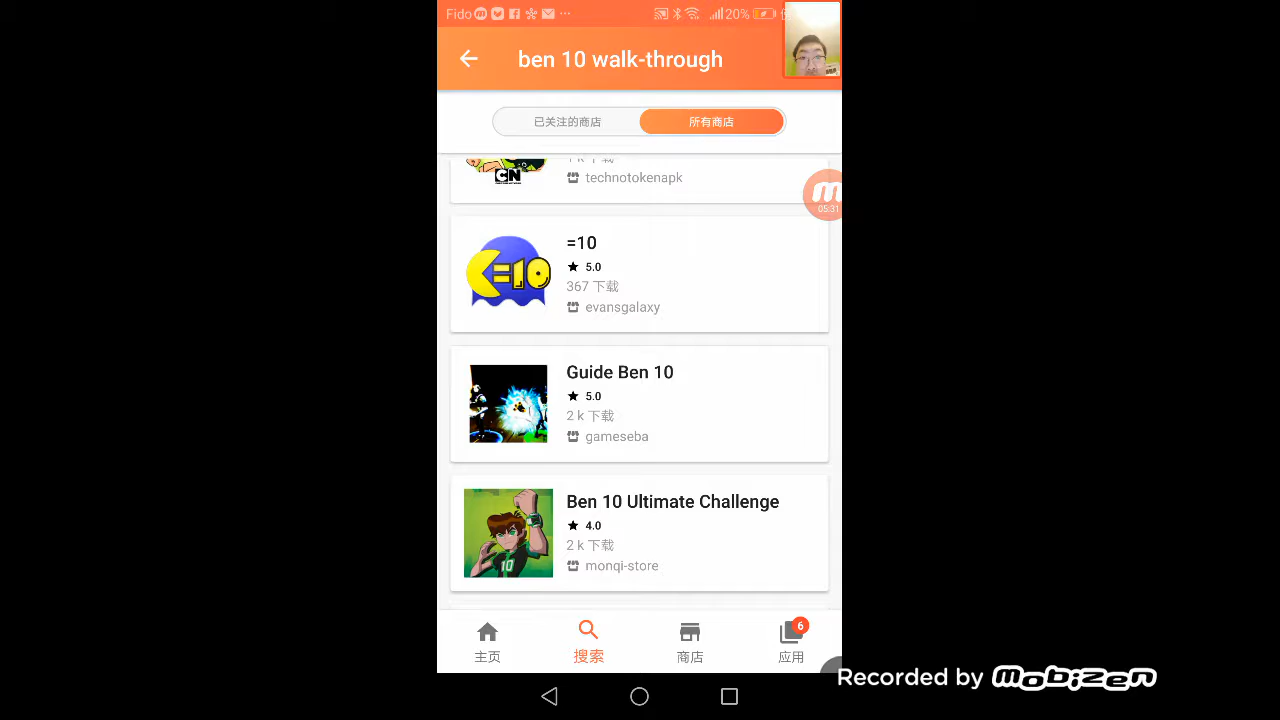 Fido ... 20%
ben 10 walk-through
已关注的商店 所有商店
CN
technotokenapk
05:31
=10
=10
5.0
367 下载
evansgalaxy
Guide Ben 10
5.0
2 k 下载
gameseba
Ben 10 Ultimate Challenge
4.0
2 k 下载
10
monqi-store
主页 搜索 商店 应用 6
Recorded by mobizen